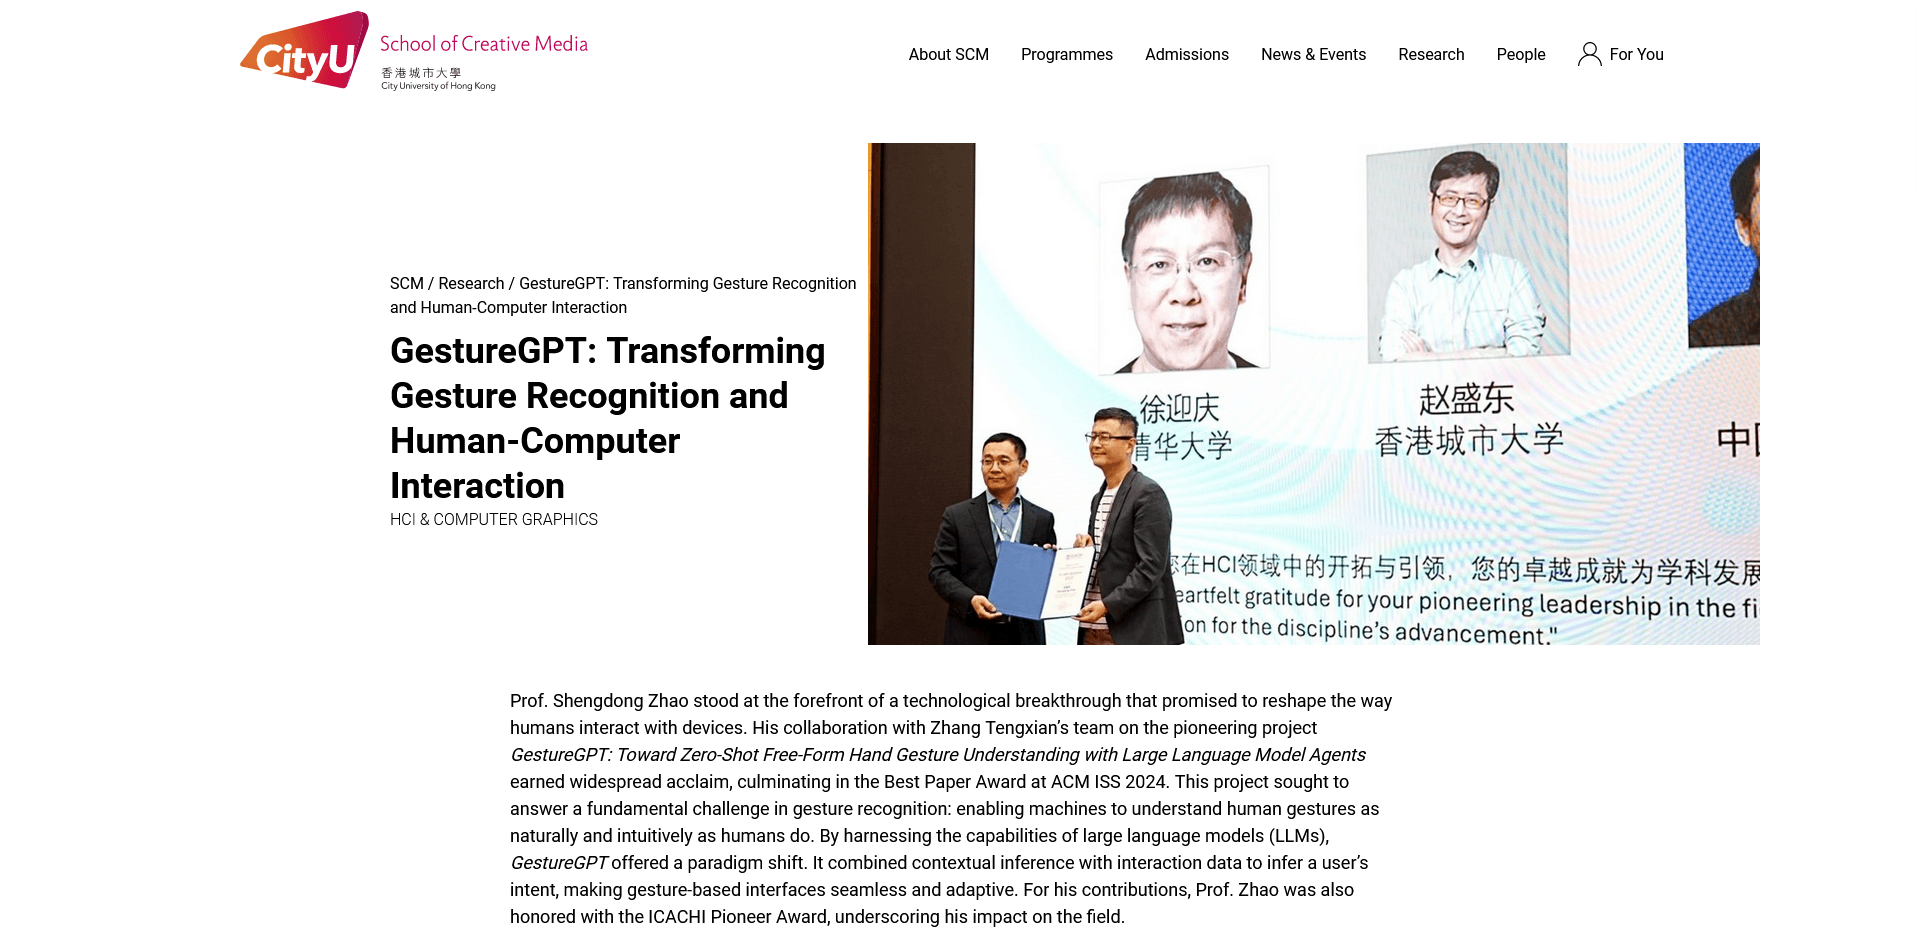 CityU
School of Creative Media
香港城市大學
City University of Hong Kong
About SCM
Programmes
Admissions
News & Events
Research
People
For You
SCM / Research / GestureGPT: Transforming Gesture Recognition
and Human-Computer Interaction
GestureGPT: Transforming
Gesture Recognition and
Human-Computer
Interaction
HCI & COMPUTER GRAPHICS
徐迎庆
清华大学
赵盛东
香港城市大学
中国
您在HCI领域中的开拓与引领，您的卓越成就为学科发展
eartfelt gratitude for your pioneering leadership in the fi
ion for the discipline's advancement."
Prof. Shengdong Zhao stood at the forefront of a technological breakthrough that promised to reshape the way
humans interact with devices. His collaboration with Zhang Tengxian’s team on the pioneering project
GestureGPT: Toward Zero-Shot Free-Form Hand Gesture Understanding with Large Language Model Agents
earned widespread acclaim, culminating in the Best Paper Award at ACM ISS 2024. This project sought to
answer a fundamental challenge in gesture recognition: enabling machines to understand human gestures as
naturally and intuitively as humans do. By harnessing the capabilities of large language models (LLMs),
GestureGPT offered a paradigm shift. It combined contextual inference with interaction data to infer a user’s
intent, making gesture-based interfaces seamless and adaptive. For his contributions, Prof. Zhao was also
honored with the ICACHI Pioneer Award, underscoring his impact on the field.